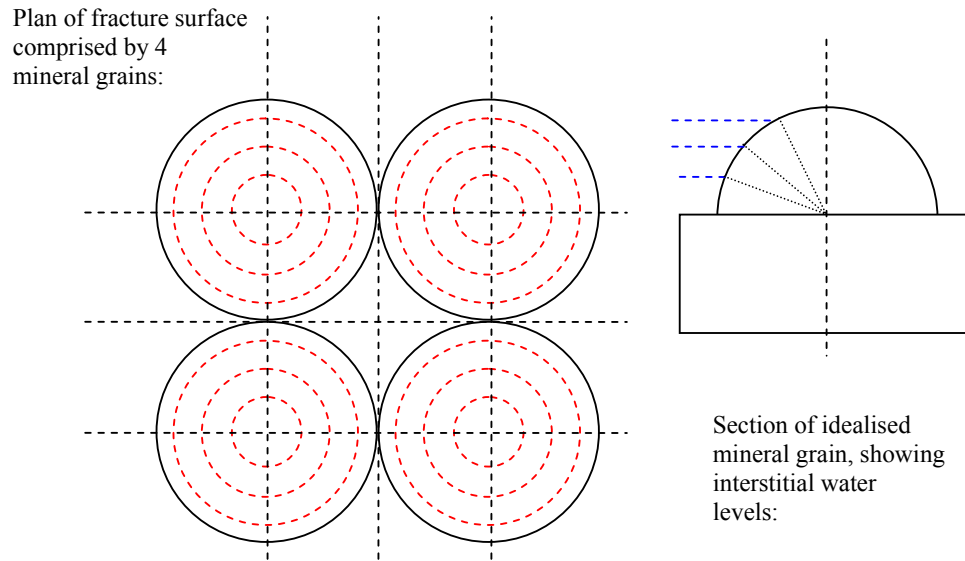 Plan of fracture surface
comprised by 4
mineral grains:
Section of idealised
mineral grain, showing
interstitial water
levels: